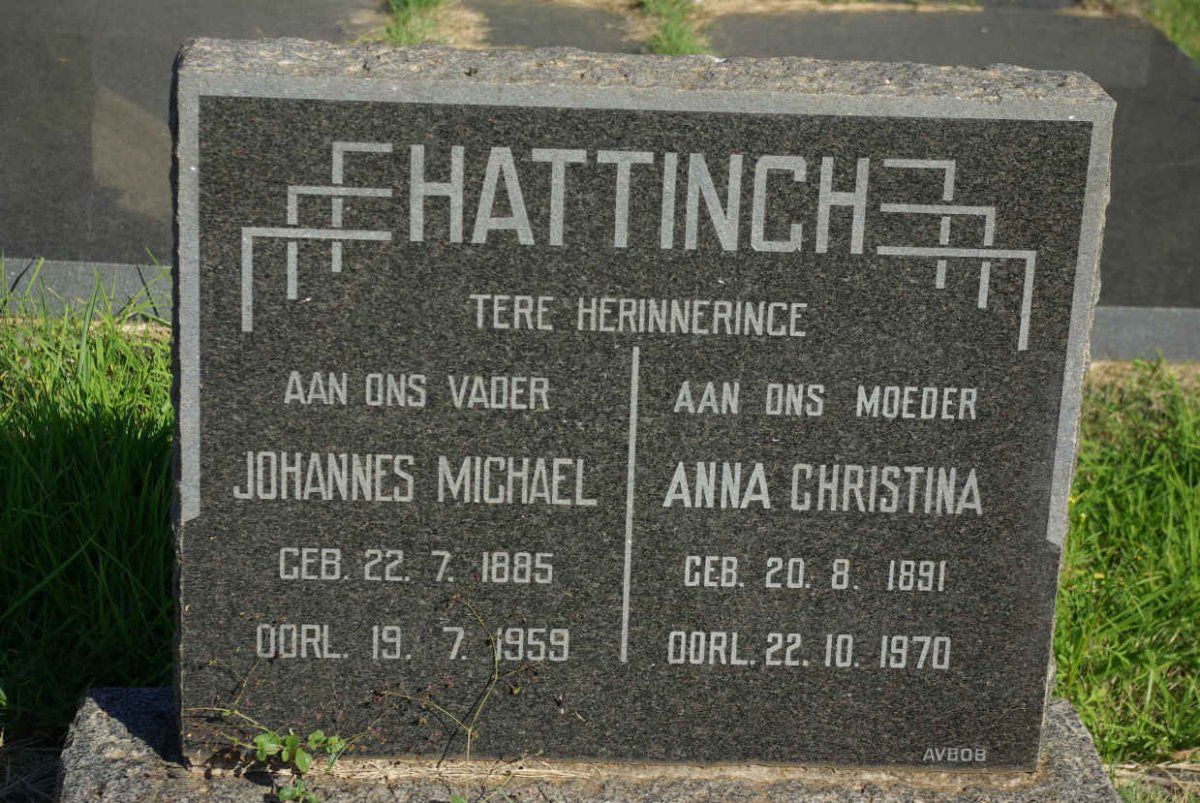 HATTINGH
TERE HERINNERINGE
AAN ONS VADER
JOHANNES MICHAEL
GEB. 22. 7. 1885
OORL. 19. 7. 1959
AAN ONS MOEDER
ANNA CHRISTINA
GEB. 20. 8. 1891
OORL. 22. 10. 1970
AVBOB